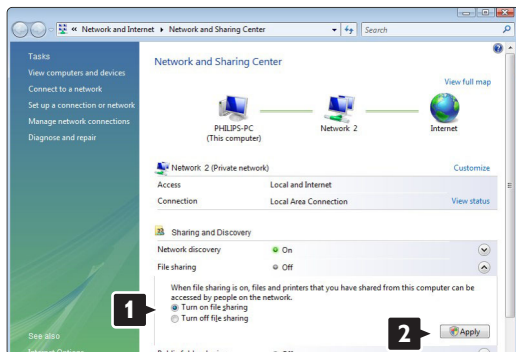 « Network and Internet ▸ Network and Sharing Center
Search
Tasks
View computers and devices
Connect to a network
Set up a connection or network
Manage network connections
Diagnose and repair
See also
Internet Options
Network and Sharing Center
View full map
PHILIPS-PC
(This computer)
Network 2
Internet
Network 2 (Private network)
Customize
Access Local and Internet
Connection Local Area Connection View status
Sharing and Discovery
Network discovery On
File sharing Off
When file sharing is on, files and printers that you have shared from this computer can be
accessed by people on the network.
1
Turn on file sharing
Turn off file sharing
2
Apply